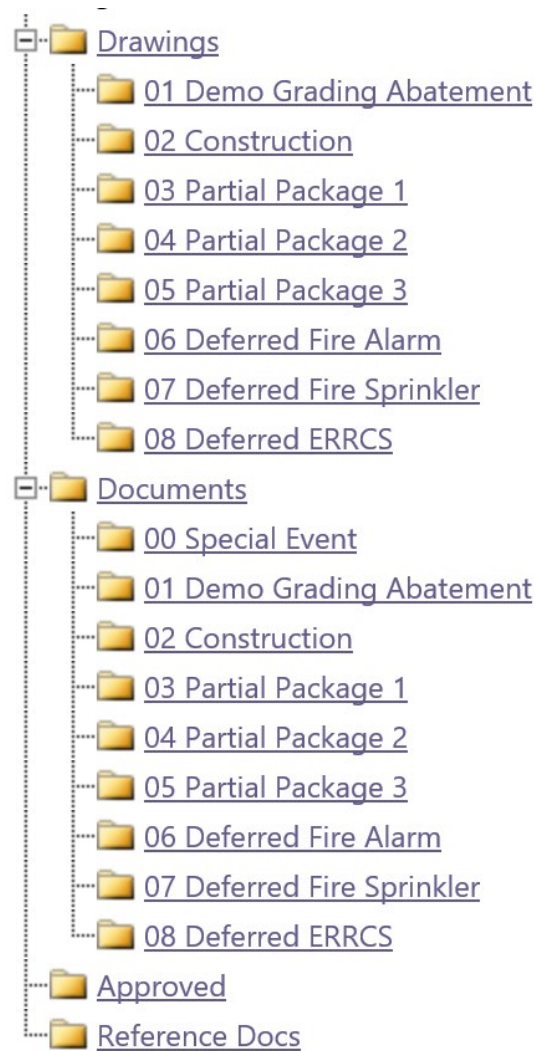 Drawings
01 Demo Grading Abatement
02 Construction
03 Partial Package 1
04 Partial Package 2
05 Partial Package 3
06 Deferred Fire Alarm
07 Deferred Fire Sprinkler
08 Deferred ERRCS
Documents
00 Special Event
01 Demo Grading Abatement
02 Construction
03 Partial Package 1
04 Partial Package 2
05 Partial Package 3
06 Deferred Fire Alarm
07 Deferred Fire Sprinkler
08 Deferred ERRCS
Approved
Reference Docs